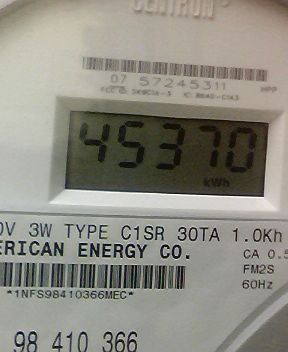 CENTRON®
07 57245311 HPP
45370
kWh
0V 3W TYPE C1SR 30TA 1.0Kh
ERICAN ENERGY CO. CA 0.5
FM2S
*1NFS98410366MEC* 60Hz
98 410 366